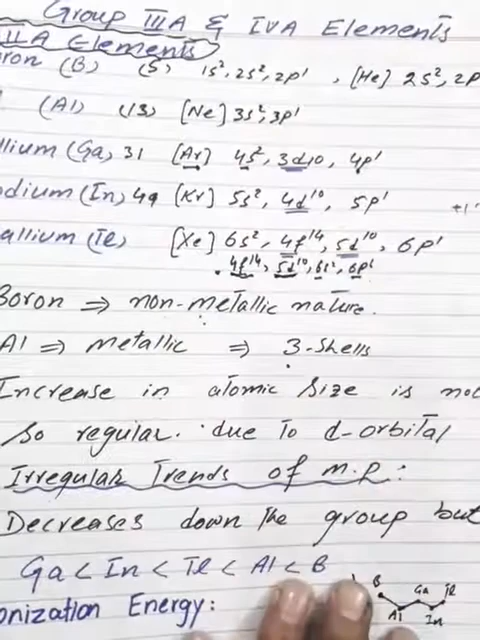 Group IIIA & IVA Elements
IIA Elements
oron (B) (5) 1s², 2s², 2p¹ , [He] 2s², 2p
(Al) (13) [Ne] 3s², 3p¹
llium (Ga) 31 [Ar] 4s², 3d10, 4p¹
odium (In) 49 [Kr] 5s², 4d¹⁰, 5p¹ +1
allium (Tl) [Xe] 6s², 4f¹⁴, 5d¹⁰, 6p¹
4f¹⁴, 5d¹⁰, 6s², 6p¹
Boron ⇒ non-metallic nature.
Al ⇒ metallic ⇒ 3-shells
Increase in atomic size is not
so regular. due to d-orbital
Irregular Trends of m.p:
Decreases down the group but
Ga < In < Tl < Al < B
B Al Ga In Tl
onization Energy: